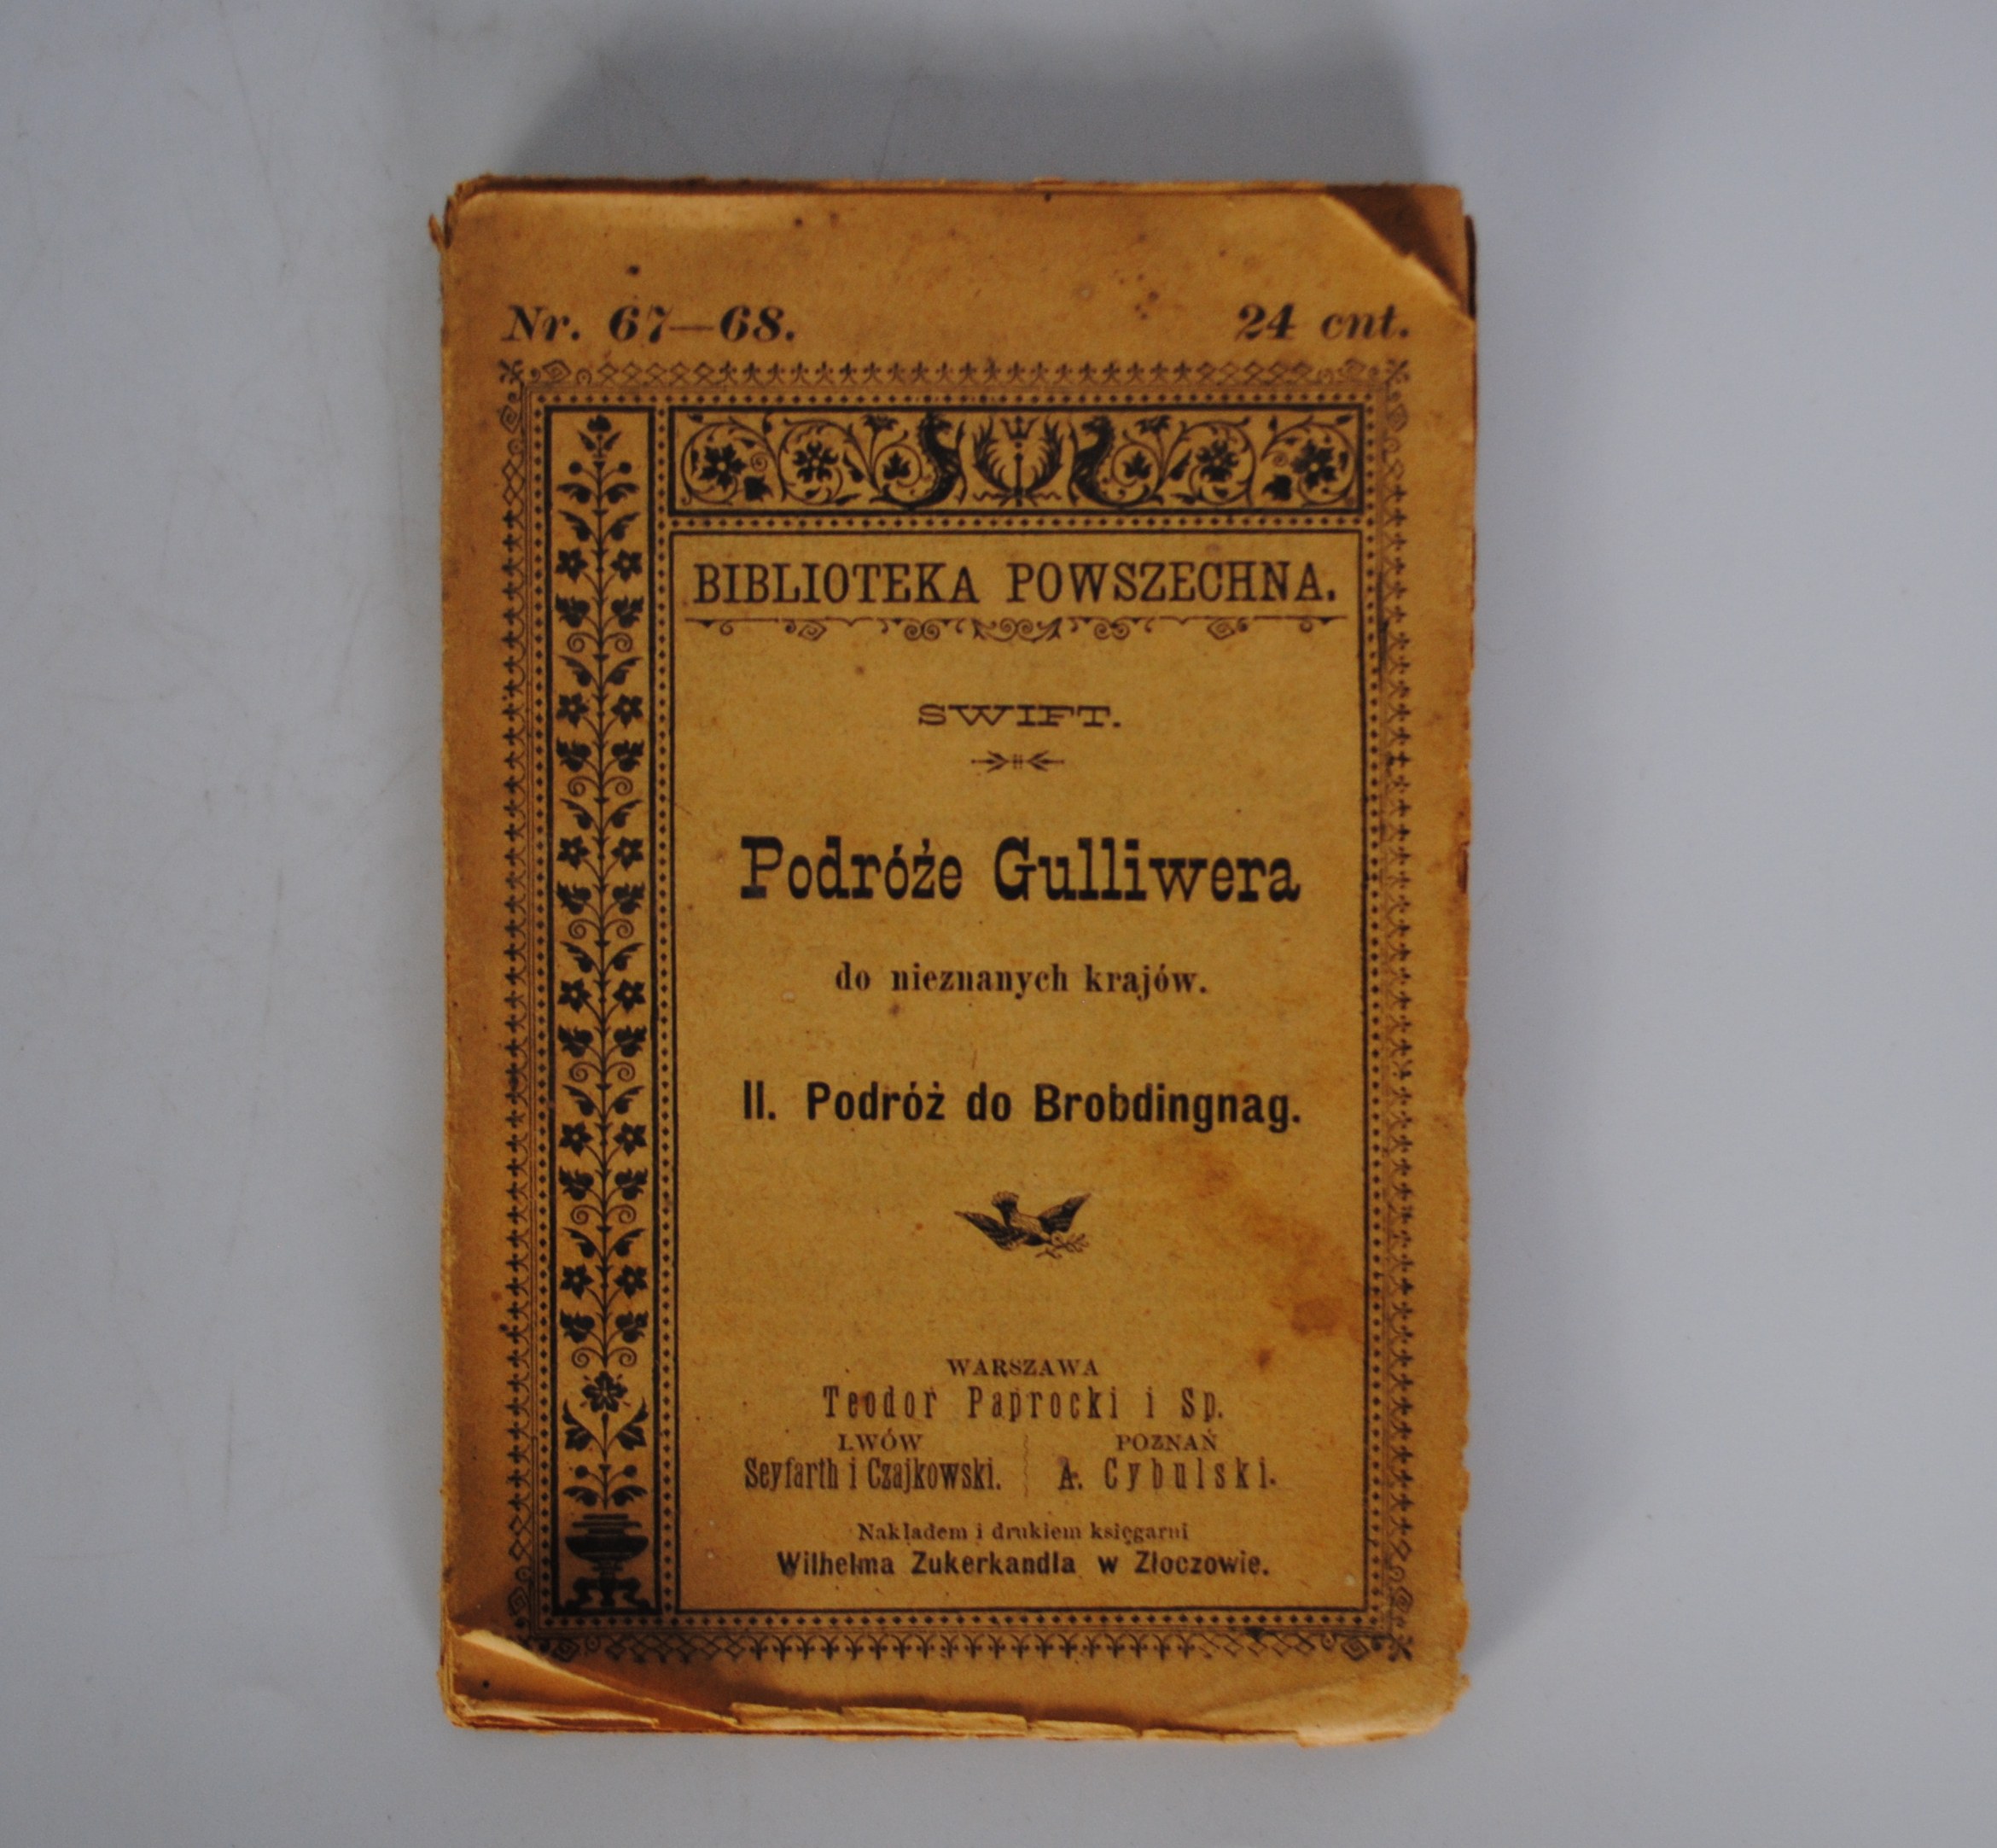 Nr. 67—68. 24 cnt.
BIBLIOTEKA POWSZECHNA.
SWIFT.
Podróże Gulliwera
do nieznanych krajów.
II. Podróż do Brobdingnag.
WARSZAWA
Teodor Paprocki i Sp.
LWÓW POZNAŃ
Seyfarth i Czajkowski. A. Cybulski.
Nakładem i drukiem księgarni
Wilhelma Zukerkandla w Złoczowie.